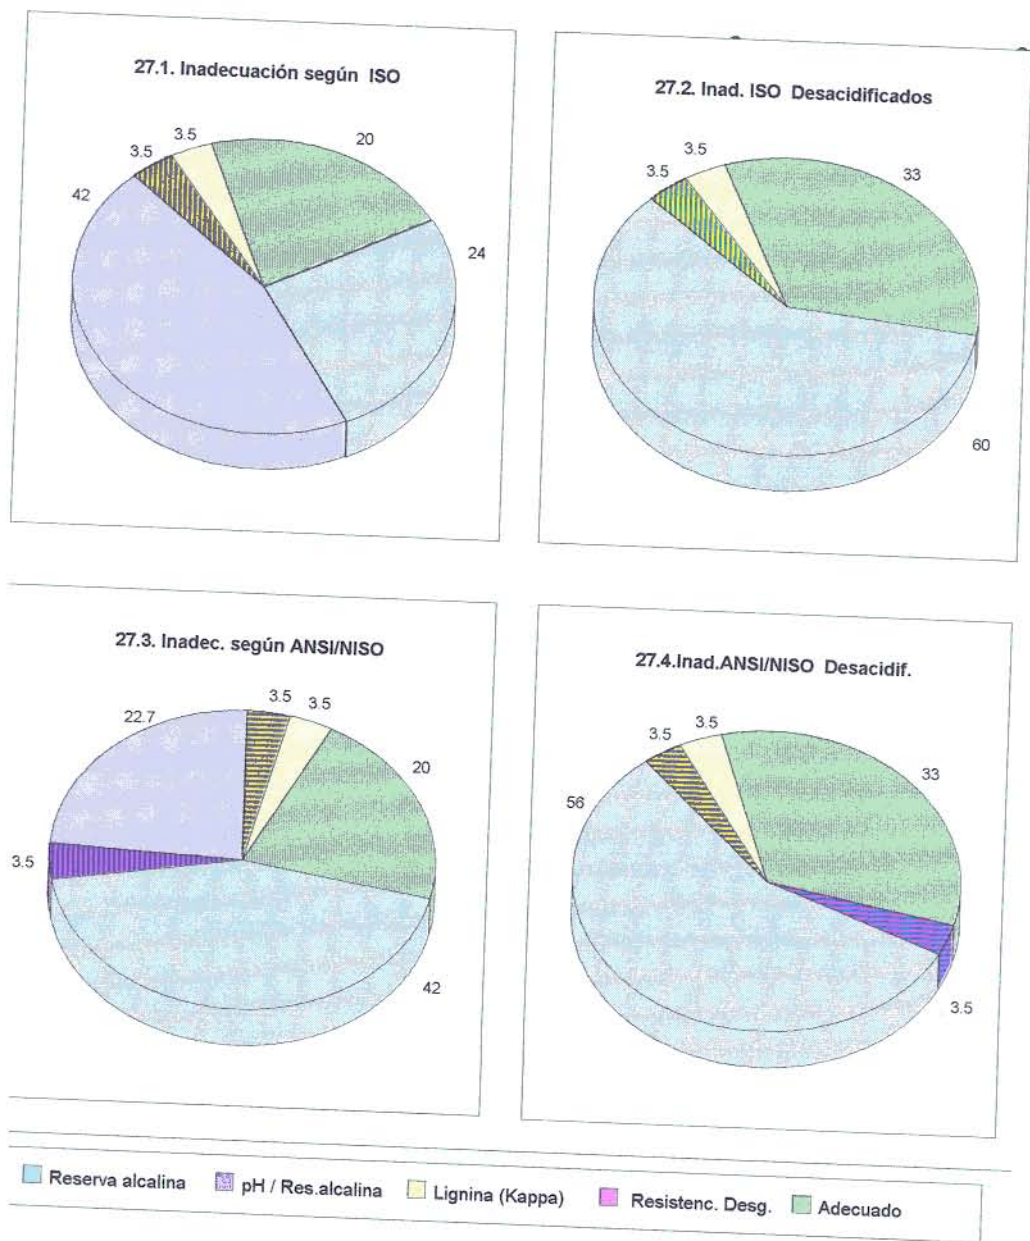 27.1. Inadecuación según ISO
3.5
3.5
20
42
24
27.2. Inad. ISO Desacidificados
3.5
3.5
33
60
27.3. Inadec. según ANSI/NISO
22.7
3.5
3.5
20
3.5
42
27.4.Inad.ANSI/NISO Desacidif.
3.5
3.5
33
56
3.5
Reserva alcalina
pH / Res.alcalina
Lignina (Kappa)
Resistenc. Desg.
Adecuado